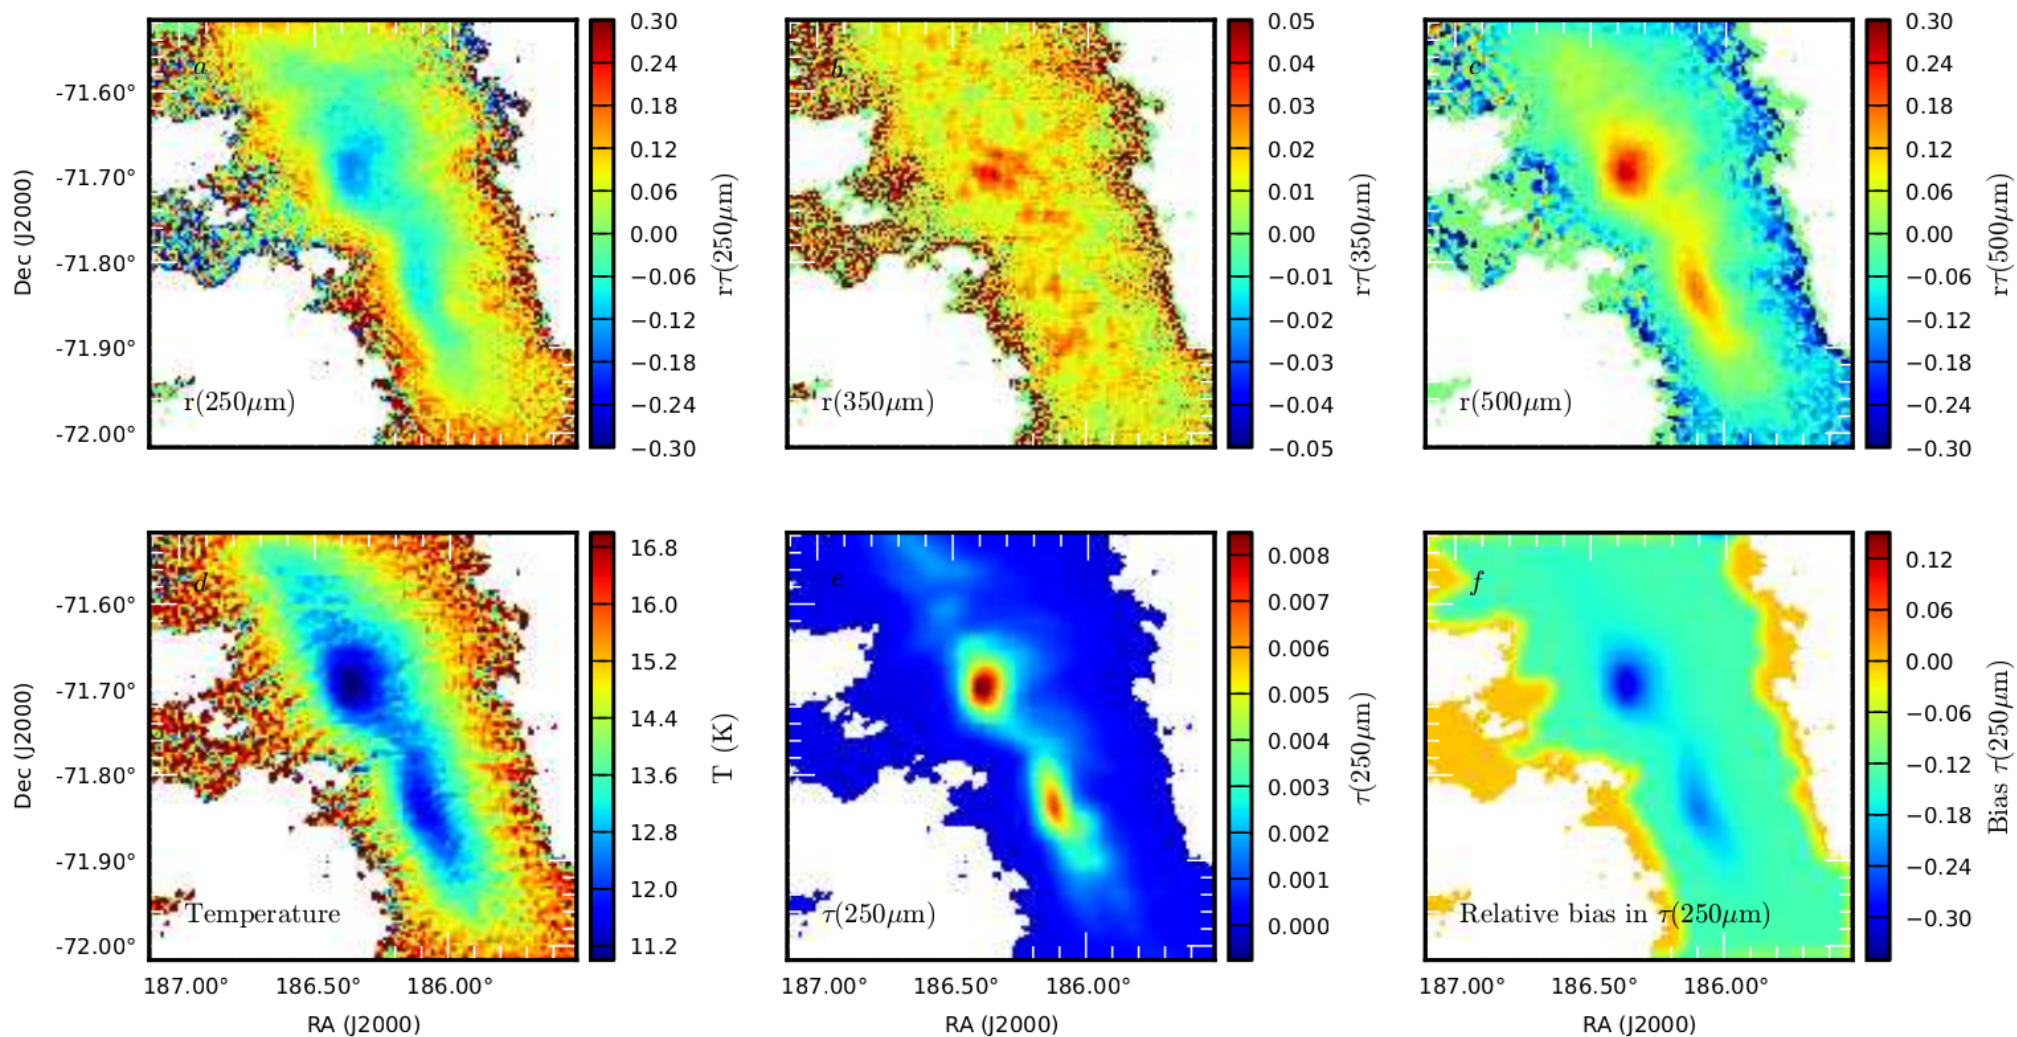 a
r(250μm)
Dec (J2000)
-71.60°
-71.70°
-71.80°
-71.90°
-72.00°
0.30
0.24
0.18
0.12
0.06
0.00
−0.06
−0.12
−0.18
−0.24
−0.30
rτ(250μm)
b
r(350μm)
0.05
0.04
0.03
0.02
0.01
0.00
−0.01
−0.02
−0.03
−0.04
−0.05
rτ(350μm)
c
r(500μm)
0.30
0.24
0.18
0.12
0.06
0.00
−0.06
−0.12
−0.18
−0.24
−0.30
rτ(500μm)
d
Temperature
Dec (J2000)
-71.60°
-71.70°
-71.80°
-71.90°
-72.00°
187.00° 186.50° 186.00°
RA (J2000)
16.8
16.0
15.2
14.4
13.6
12.8
12.0
11.2
T (K)
e
τ(250μm)
187.00° 186.50° 186.00°
RA (J2000)
0.008
0.007
0.006
0.005
0.004
0.003
0.002
0.001
0.000
τ(250μm)
f
Relative bias in τ(250μm)
187.00° 186.50° 186.00°
RA (J2000)
0.12
0.06
0.00
−0.06
−0.12
−0.18
−0.24
−0.30
Bias τ(250μm)